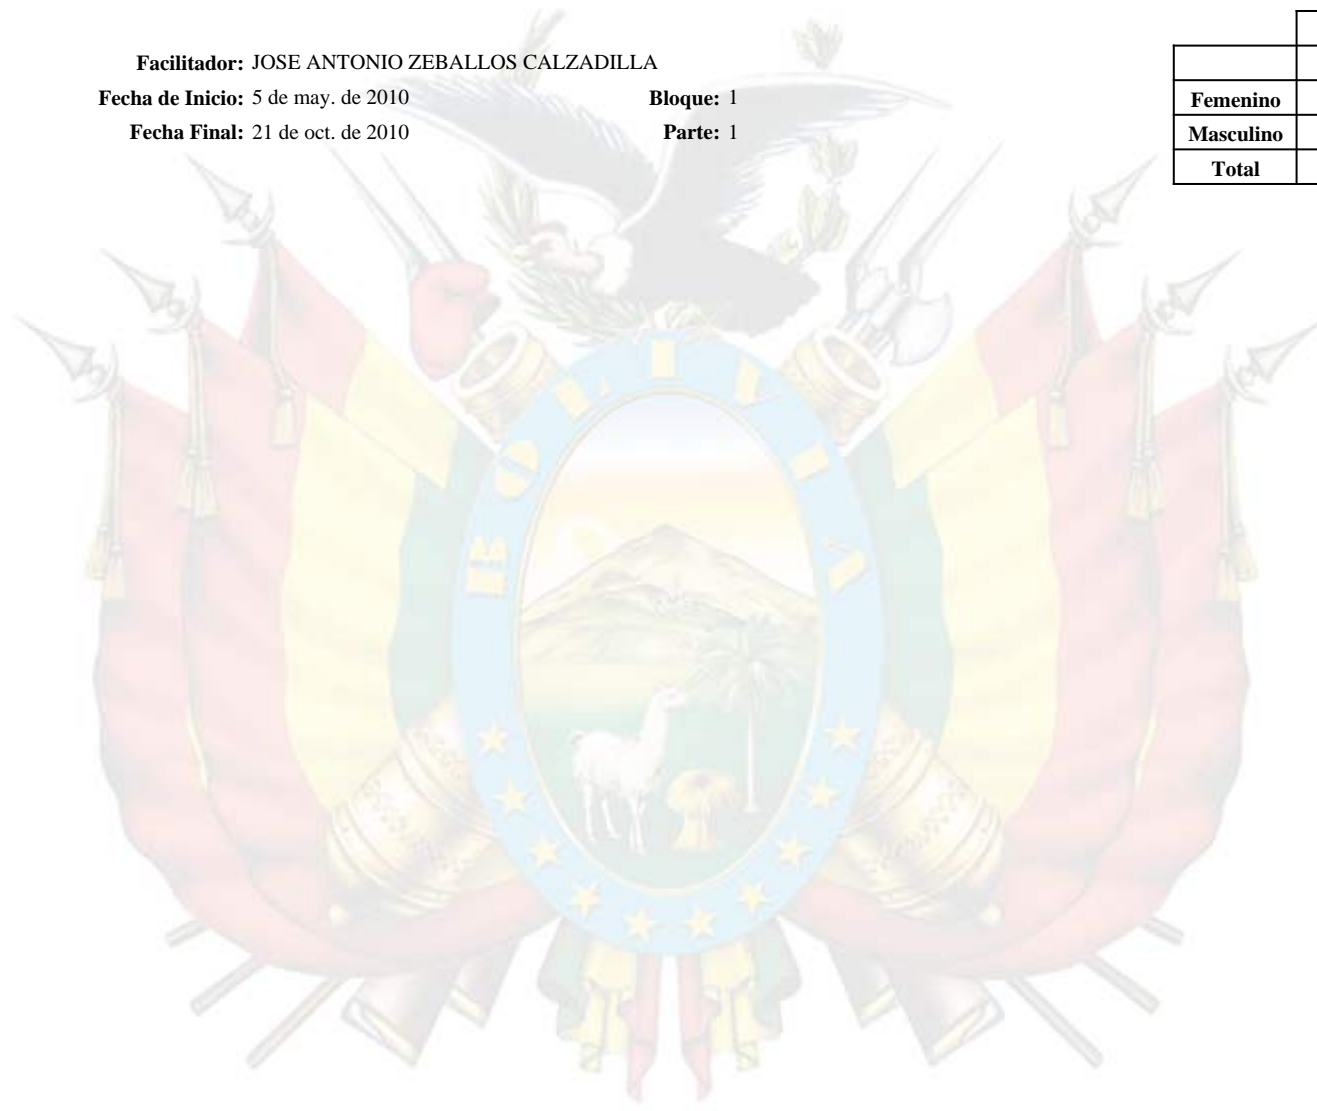 Facilitador: JOSE ANTONIO ZEBALLOS CALZADILLA
Fecha de Inicio: 5 de may. de 2010 Bloque: 1
Fecha Final: 21 de oct. de 2010 Parte: 1
Femenino
Masculino
Total
BOLIVIA